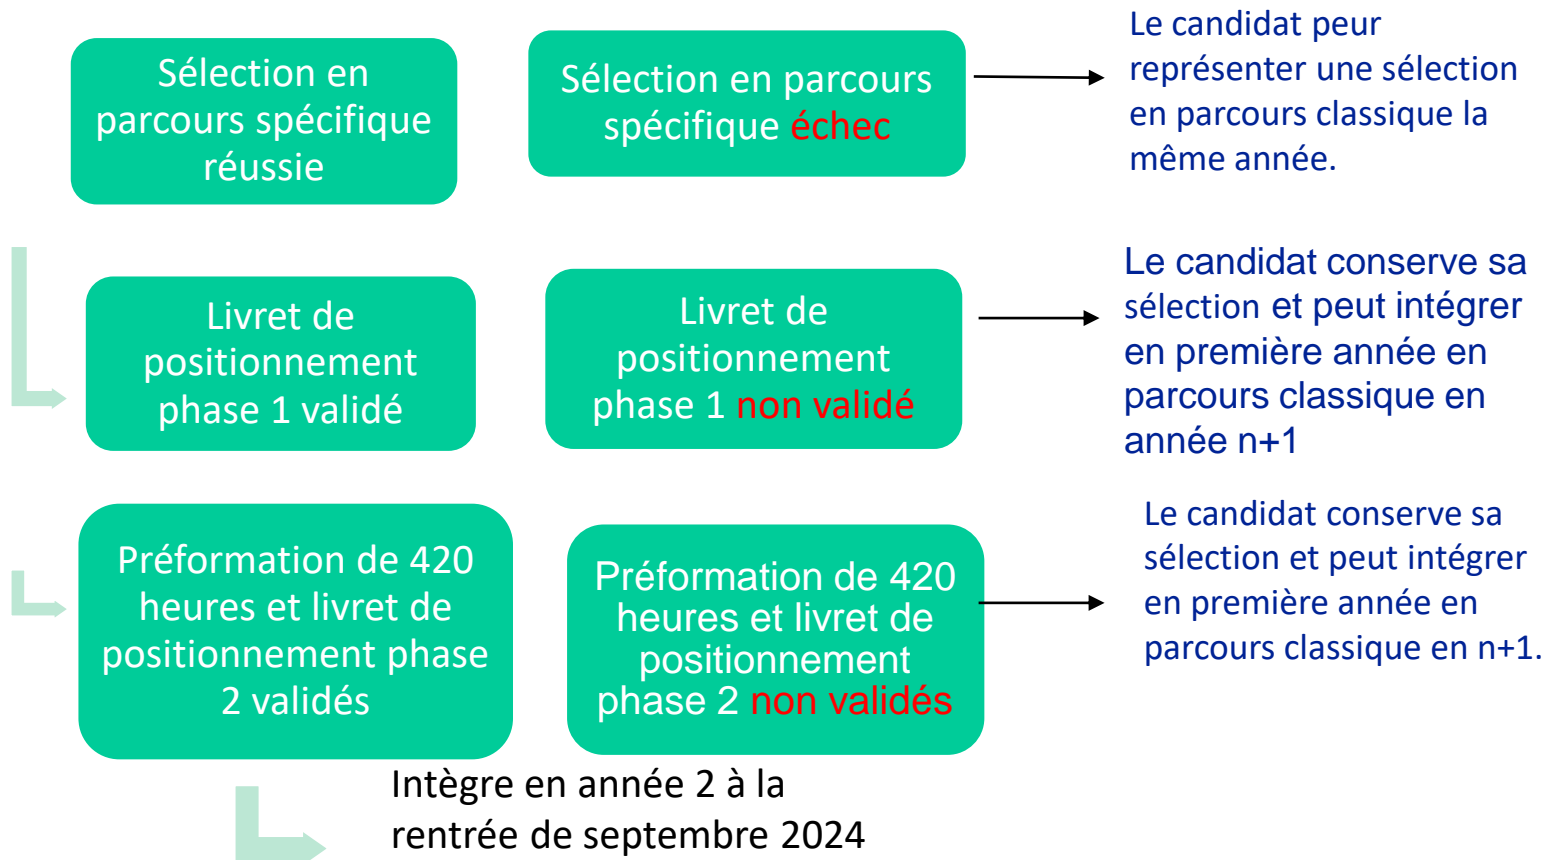 Sélection en
parcours spécifique
réussie
Sélection en parcours
spécifique échec
Le candidat peur
représenter une sélection
en parcours classique la
même année.
Livret de
positionnement
phase 1 validé
Livret de
positionnement
phase 1 non validé
Le candidat conserve sa
sélection et peut intégrer
en première année en
parcours classique en
année n+1
Préformation de 420
heures et livret de
positionnement phase
2 validés
Préformation de 420
heures et livret de
positionnement
phase 2 non validés
Le candidat conserve sa
sélection et peut intégrer
en première année en
parcours classique en n+1.
Intègre en année 2 à la
rentrée de septembre 2024